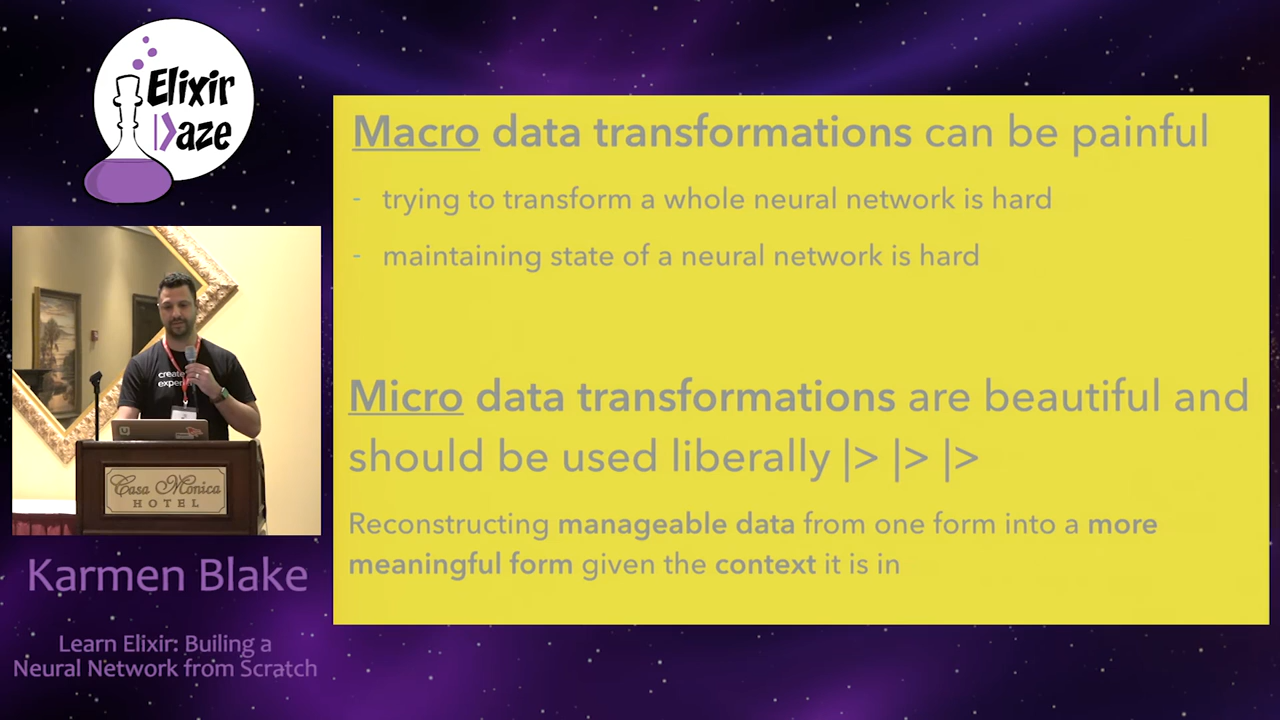 Elixir
|>aze
Macro data transformations can be painful
- trying to transform a whole neural network is hard
- maintaining state of a neural network is hard
Micro data transformations are beautiful and
should be used liberally |> |> |>
Reconstructing manageable data from one form into a more
meaningful form given the context it is in
create
exper
Casa Monica
HOTEL
Karmen Blake
Learn Elixir: Builing a
Neural Network from Scratch